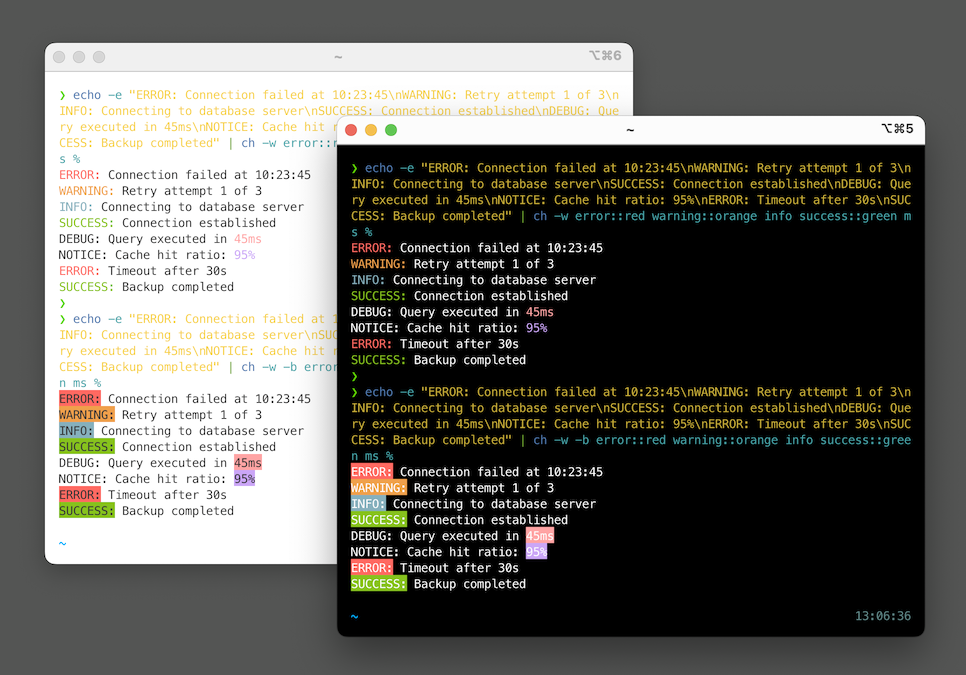 ~ ⌥⌘6
❯ echo -e "ERROR: Connection failed at 10:23:45\nWARNING: Retry attempt 1 of 3\n
INFO: Connecting to database server\nSUCCESS: Connection established\nDEBUG: Que
ry executed in 45ms\nNOTICE: Cache hit r
CESS: Backup completed" | ch -w error::r
s %
ERROR: Connection failed at 10:23:45
WARNING: Retry attempt 1 of 3
INFO: Connecting to database server
SUCCESS: Connection established
DEBUG: Query executed in 45ms
NOTICE: Cache hit ratio: 95%
ERROR: Timeout after 30s
SUCCESS: Backup completed
❯
❯ echo -e "ERROR: Connection failed at 1
INFO: Connecting to database server\nSUC
ry executed in 45ms\nNOTICE: Cache hit r
CESS: Backup completed" | ch -w -b error
n ms %
ERROR: Connection failed at 10:23:45
WARNING: Retry attempt 1 of 3
INFO: Connecting to database server
SUCCESS: Connection established
DEBUG: Query executed in 45ms
NOTICE: Cache hit ratio: 95%
ERROR: Timeout after 30s
SUCCESS: Backup completed
~
~ ⌥⌘5
❯ echo -e "ERROR: Connection failed at 10:23:45\nWARNING: Retry attempt 1 of 3\n
INFO: Connecting to database server\nSUCCESS: Connection established\nDEBUG: Que
ry executed in 45ms\nNOTICE: Cache hit ratio: 95%\nERROR: Timeout after 30s\nSUC
CESS: Backup completed" | ch -w error::red warning::orange info success::green m
s %
ERROR: Connection failed at 10:23:45
WARNING: Retry attempt 1 of 3
INFO: Connecting to database server
SUCCESS: Connection established
DEBUG: Query executed in 45ms
NOTICE: Cache hit ratio: 95%
ERROR: Timeout after 30s
SUCCESS: Backup completed
❯
❯ echo -e "ERROR: Connection failed at 10:23:45\nWARNING: Retry attempt 1 of 3\n
INFO: Connecting to database server\nSUCCESS: Connection established\nDEBUG: Que
ry executed in 45ms\nNOTICE: Cache hit ratio: 95%\nERROR: Timeout after 30s\nSUC
CESS: Backup completed" | ch -w -b error::red warning::orange info success::gree
n ms %
ERROR: Connection failed at 10:23:45
WARNING: Retry attempt 1 of 3
INFO: Connecting to database server
SUCCESS: Connection established
DEBUG: Query executed in 45ms
NOTICE: Cache hit ratio: 95%
ERROR: Timeout after 30s
SUCCESS: Backup completed
~ 13:06:36